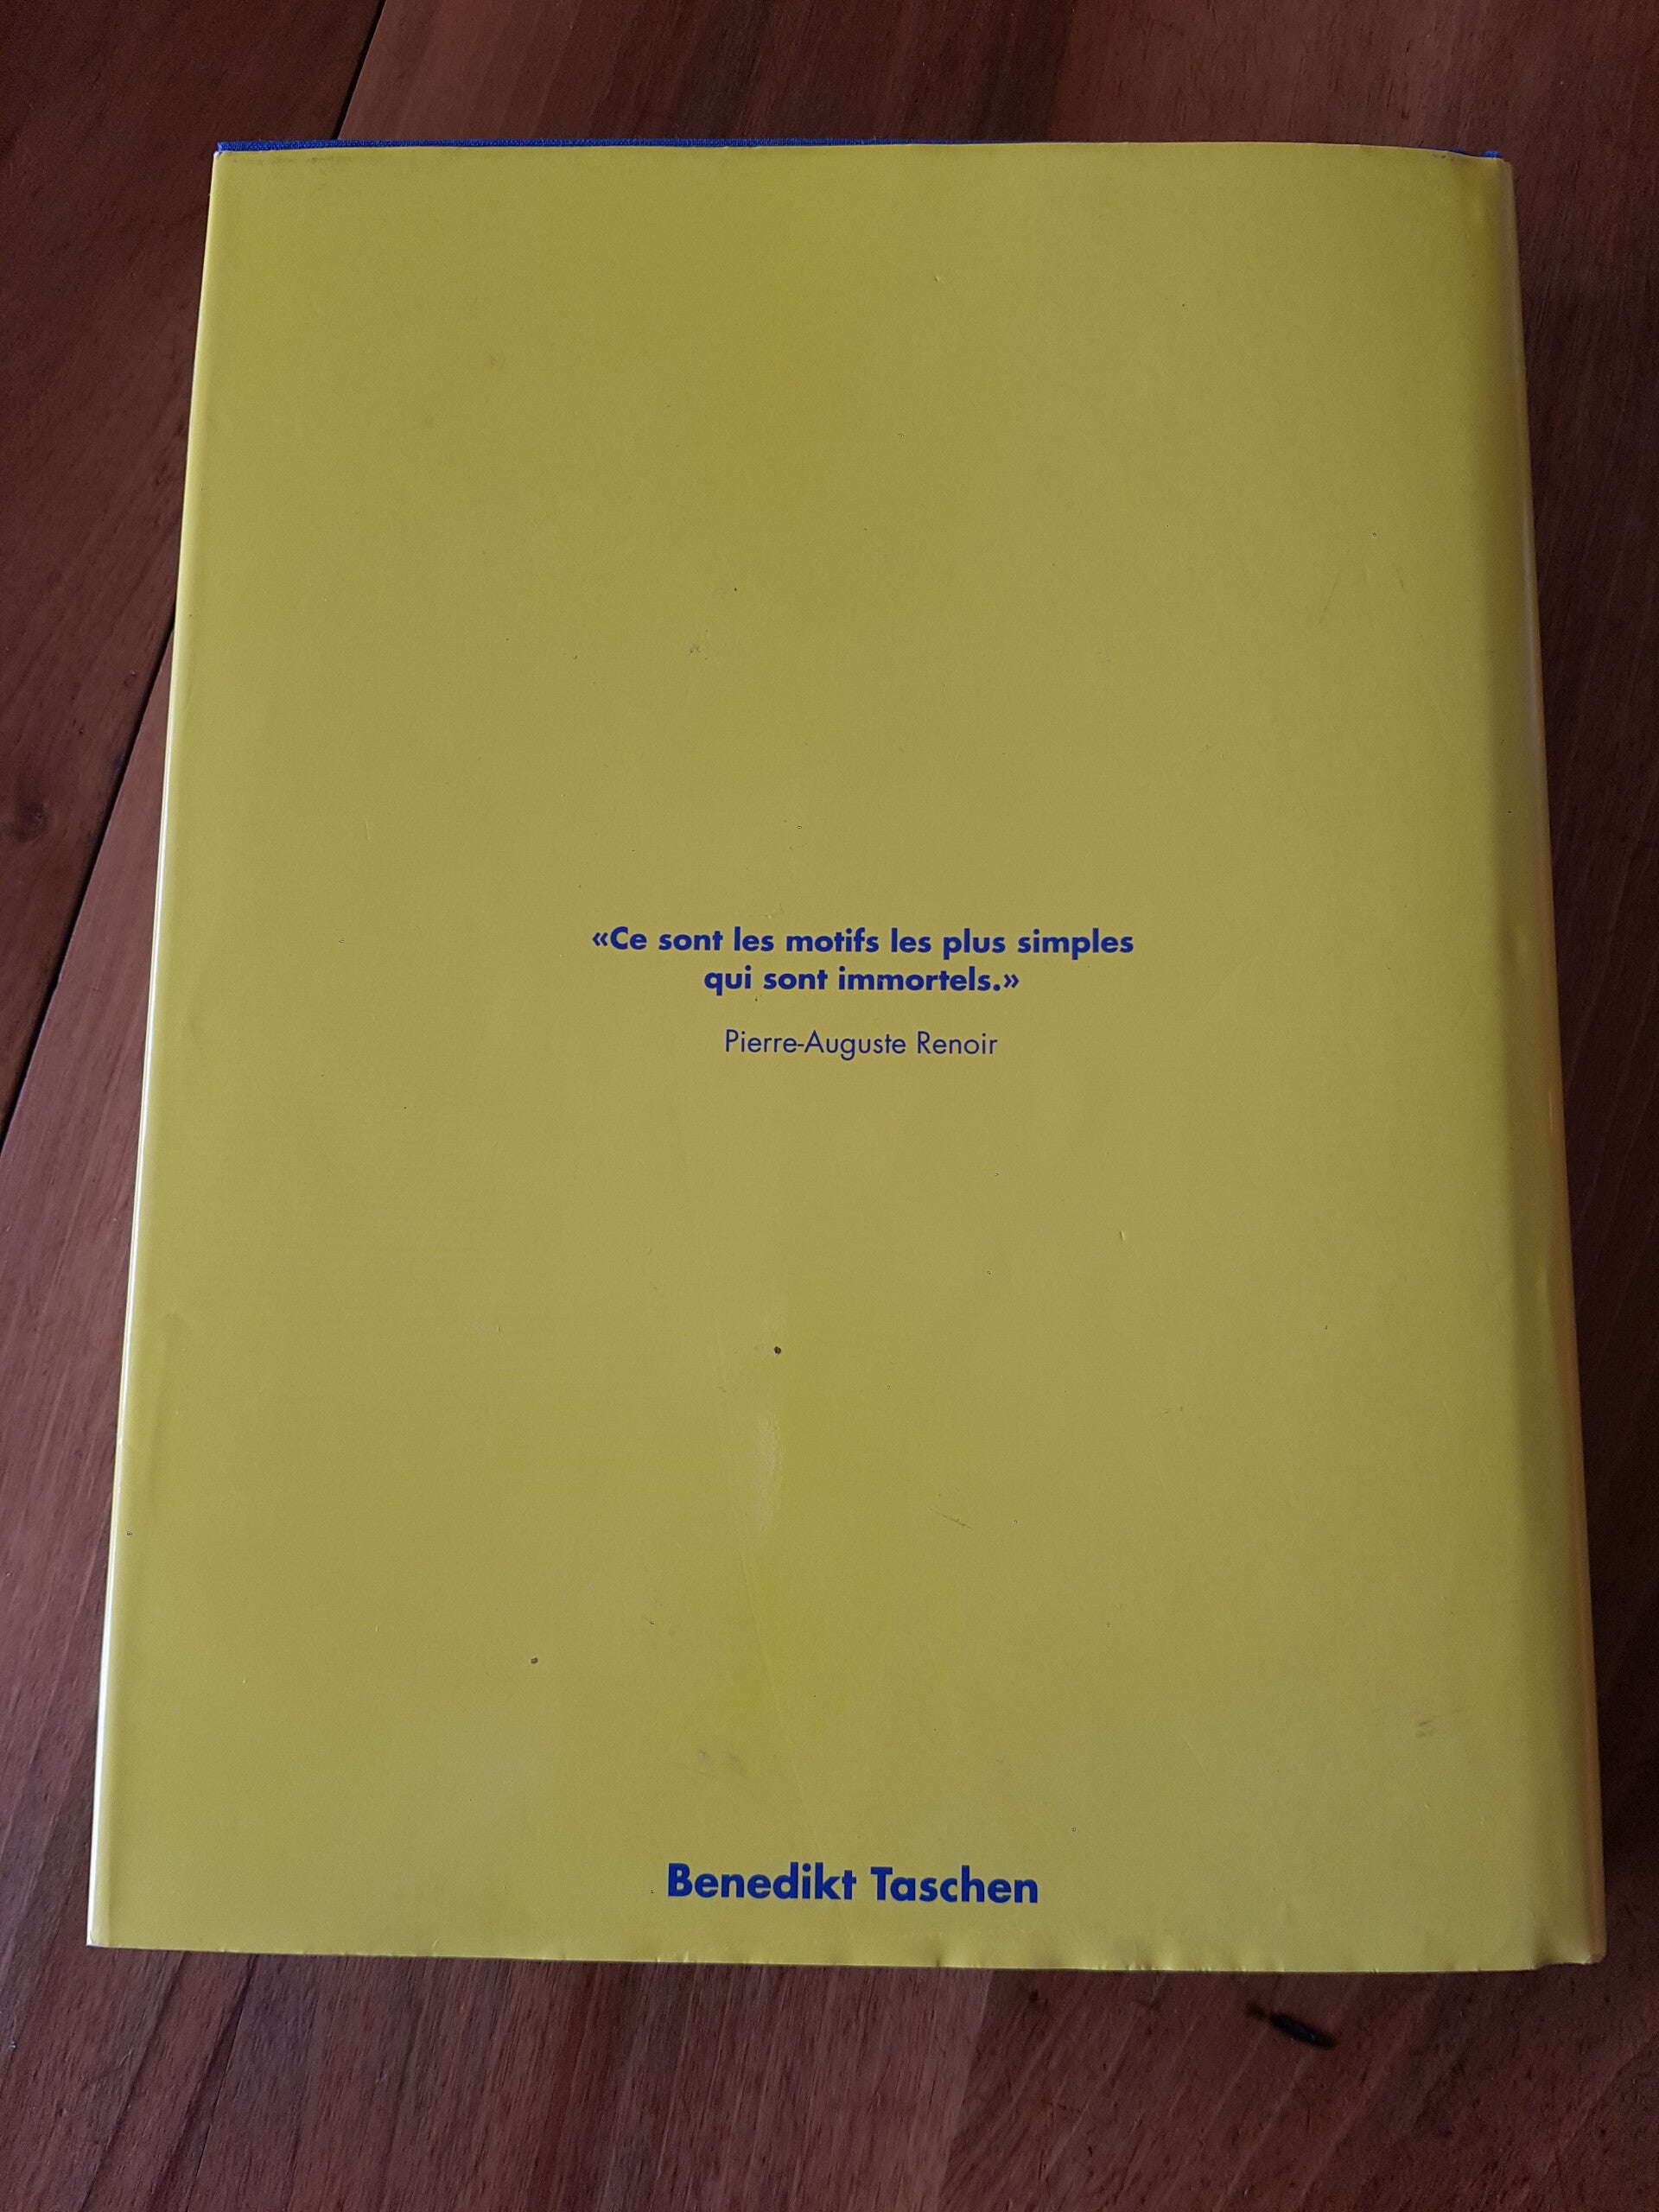 «Ce sont les motifs les plus simples
qui sont immortels.»
Pierre-Auguste Renoir
Benedikt Taschen